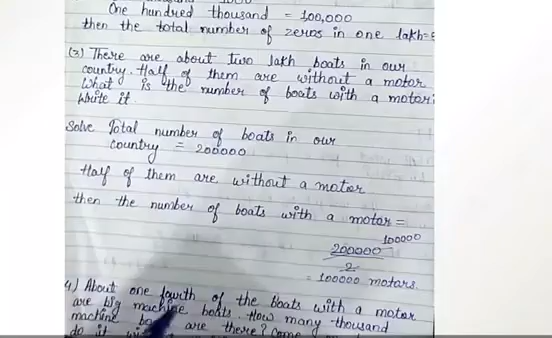 One hundred thousand = 100,000
then the total number of zeros in one lakh=5
(3) There are about two lakh boats in our
country. Half of them are without a motor
What is the number of boats with a motor?
Write it
Solve Total number of boats in our
country = 200000
Half of them are without a motor
then the number of boats with a motor =
100000
200000
2
= 100000 motors.
4) About one fourth of the boats with a motor
are big machine boats. How many thousand
machine are there? Come
do it